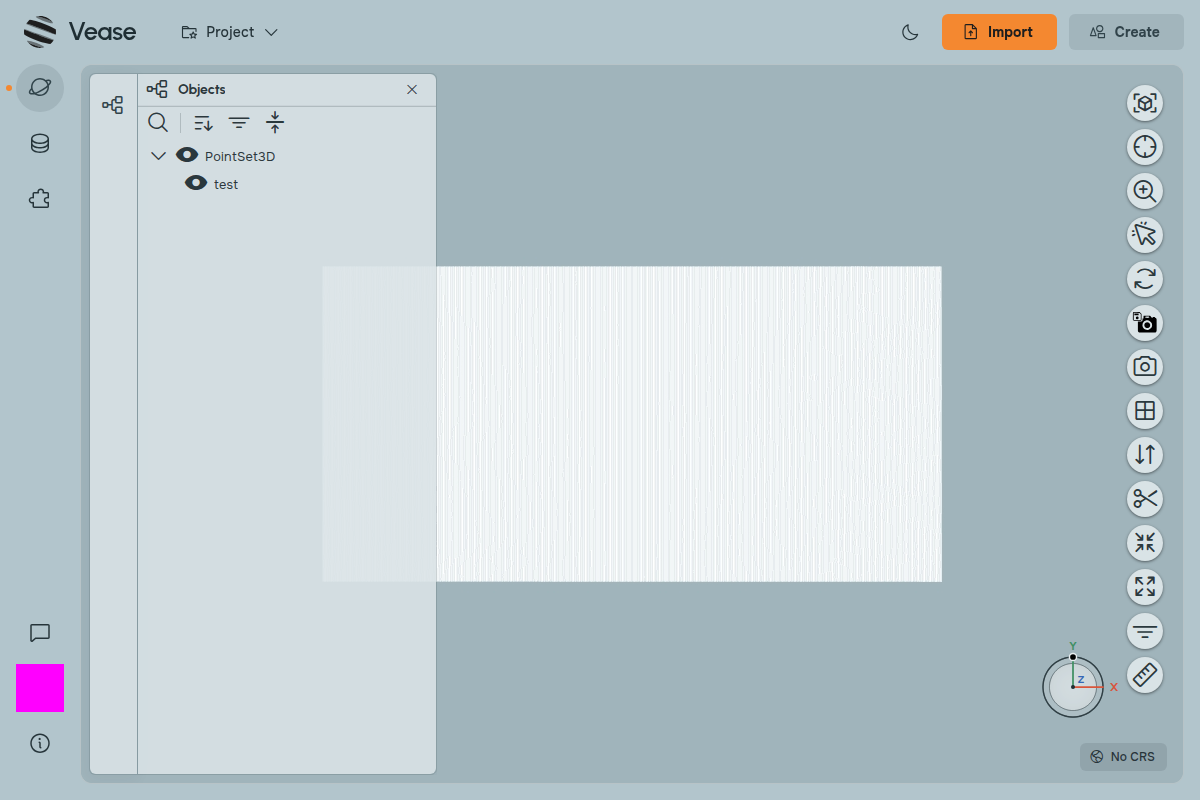 Vease
Project
Import
Create
Objects
PointSet3D
test
Y
Z
X
No CRS